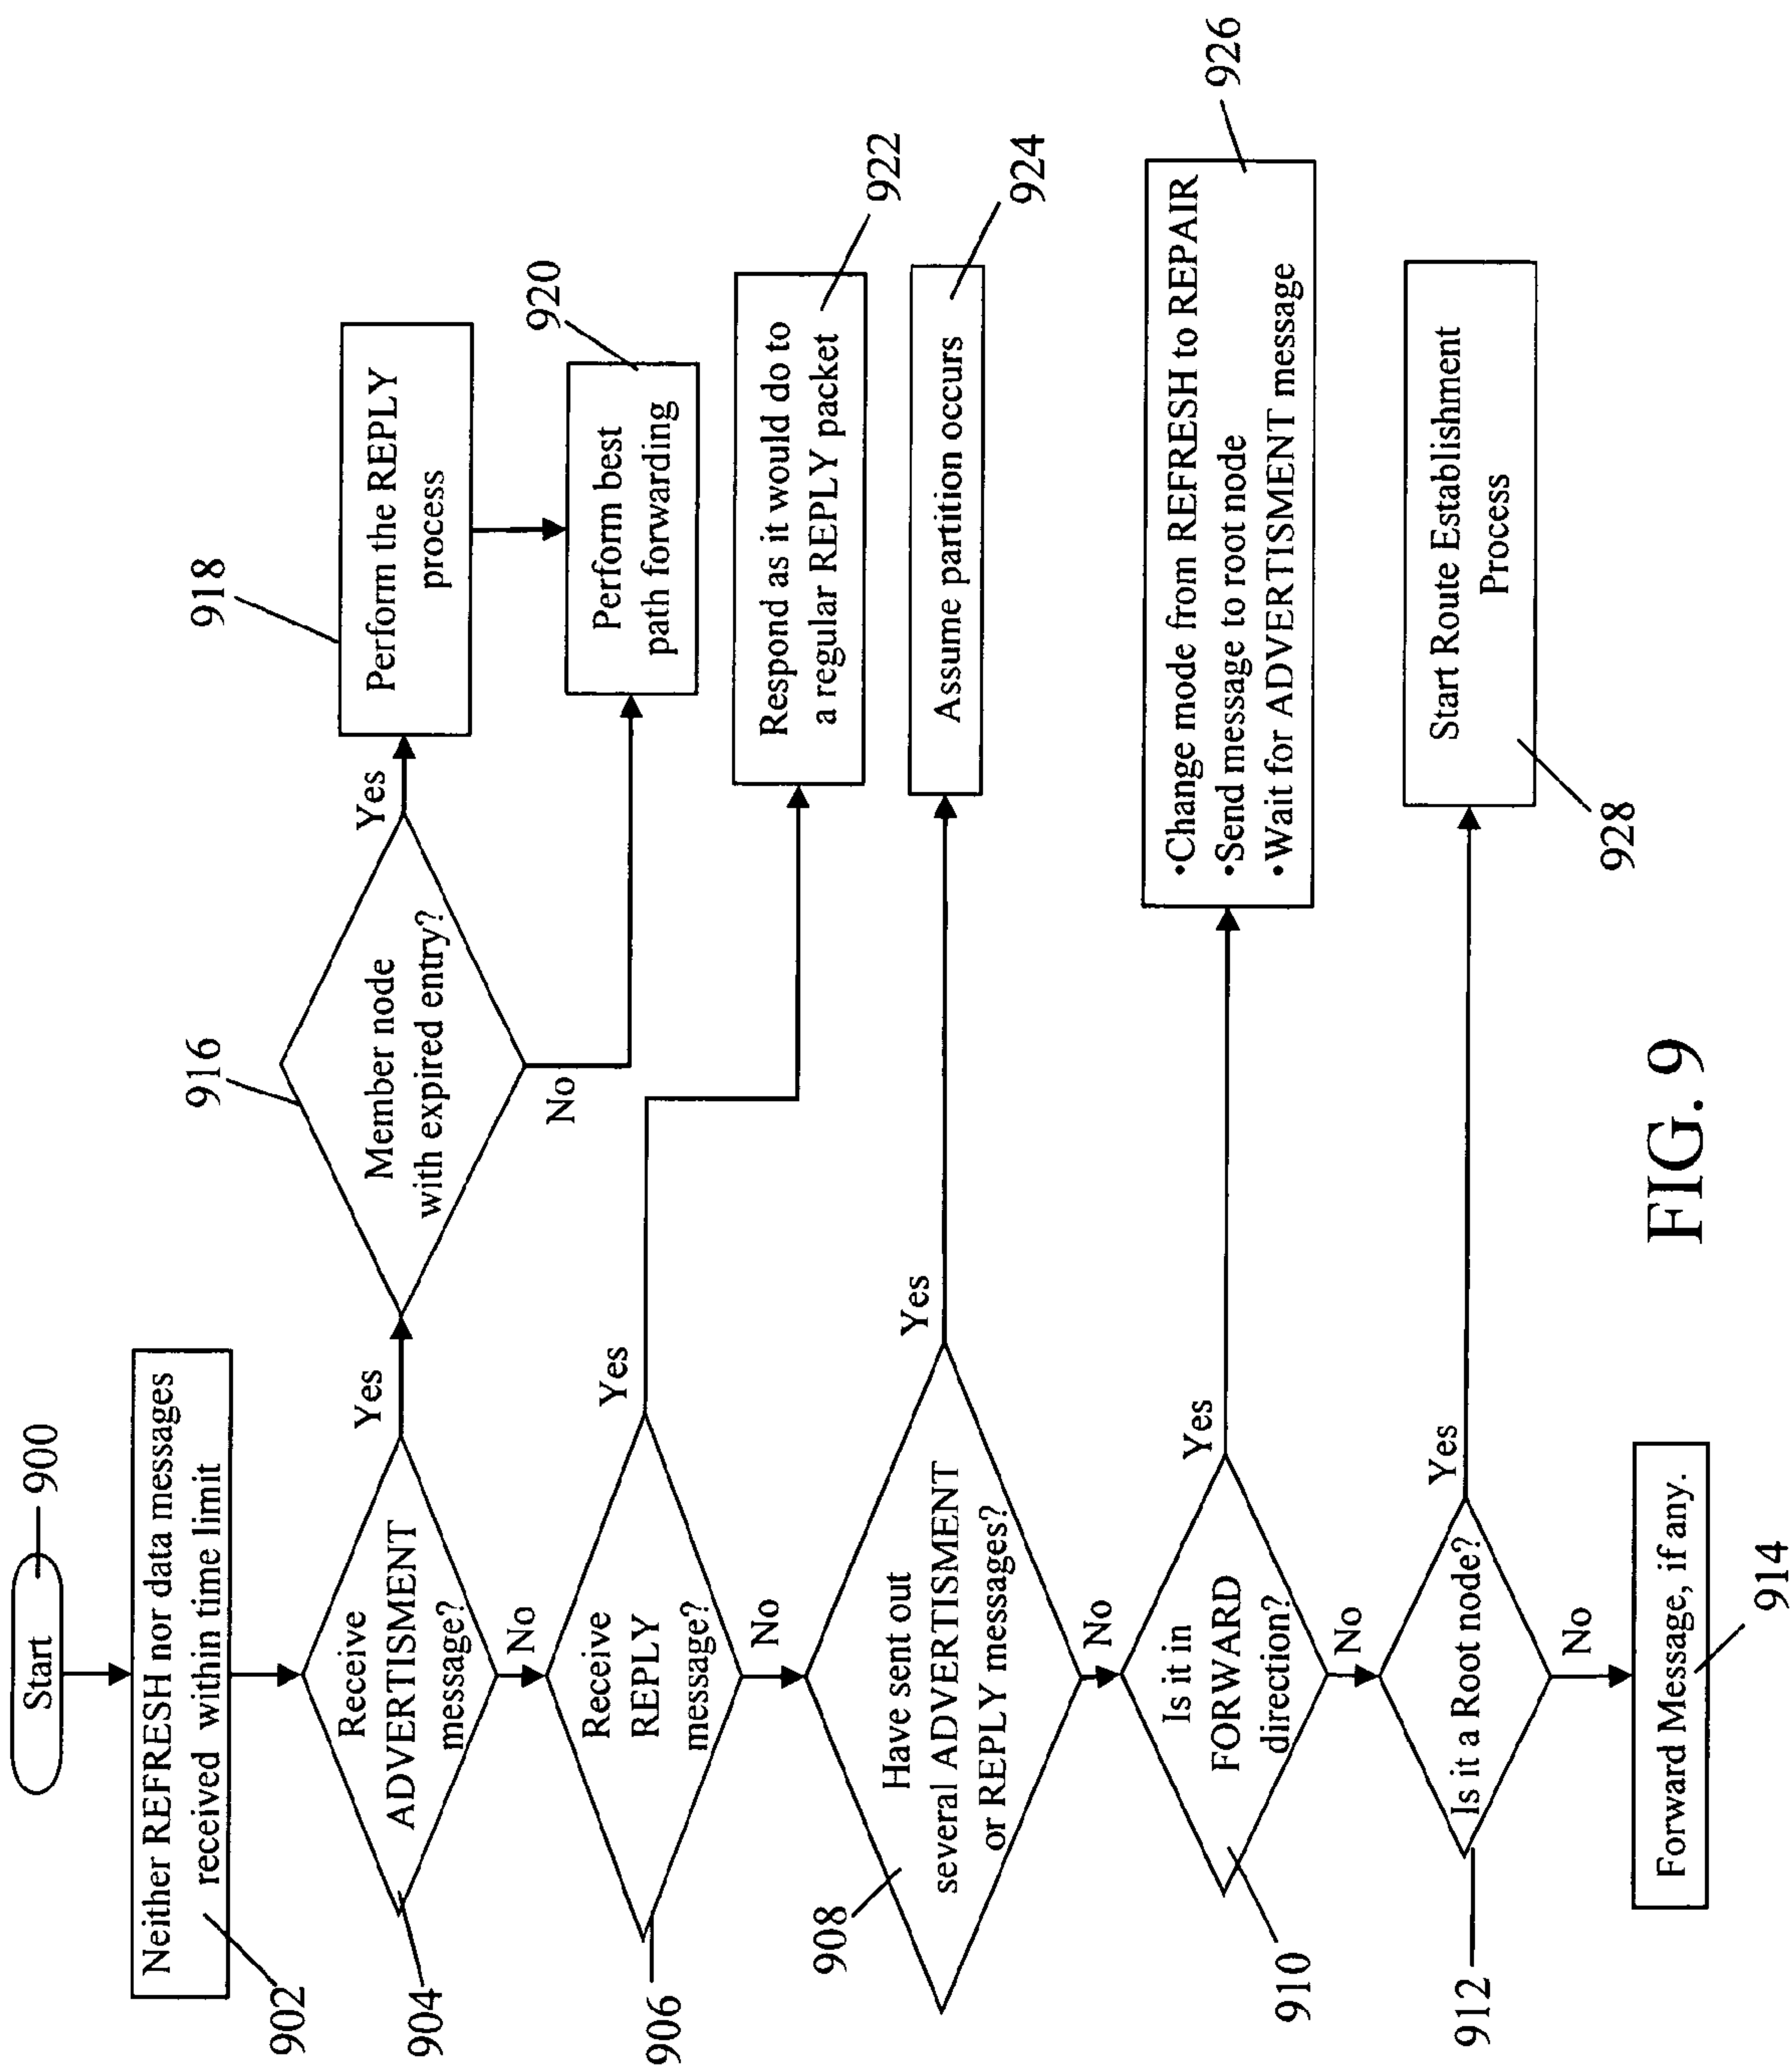 Start
900
Neither REFRESH nor data messages
received within time limit
902
Receive
ADVERTISMENT
message?
904
Yes
No
Member node
with expired entry?
916
Yes
No
Perform the REPLY
process
918
Perform best
path forwarding
920
Receive
REPLY
message?
906
Yes
No
Respond as it would do to
a regular REPLY packet
922
Have sent out
several ADVERTISMENT
or REPLY messages?
908
Yes
No
Assume partition occurs
924
Is it in
FORWARD
direction?
910
Yes
No
•Change mode from REFRESH to REPAIR
•Send message to root node
•Wait for ADVERTISMENT message
926
Is it a Root node?
912
Yes
No
Start Route Establishment
Process
928
Forward Message, if any.
914
FIG. 9